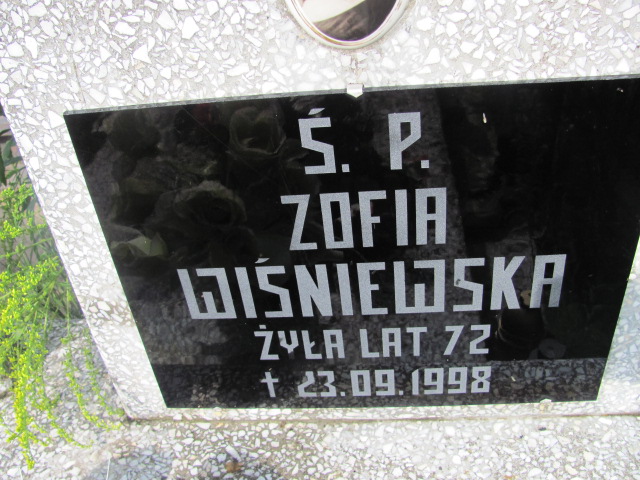 Ś. P.
ZOFIA
WIŚNIEWSKA
ŻYŁA LAT 72
† 23.09.1998